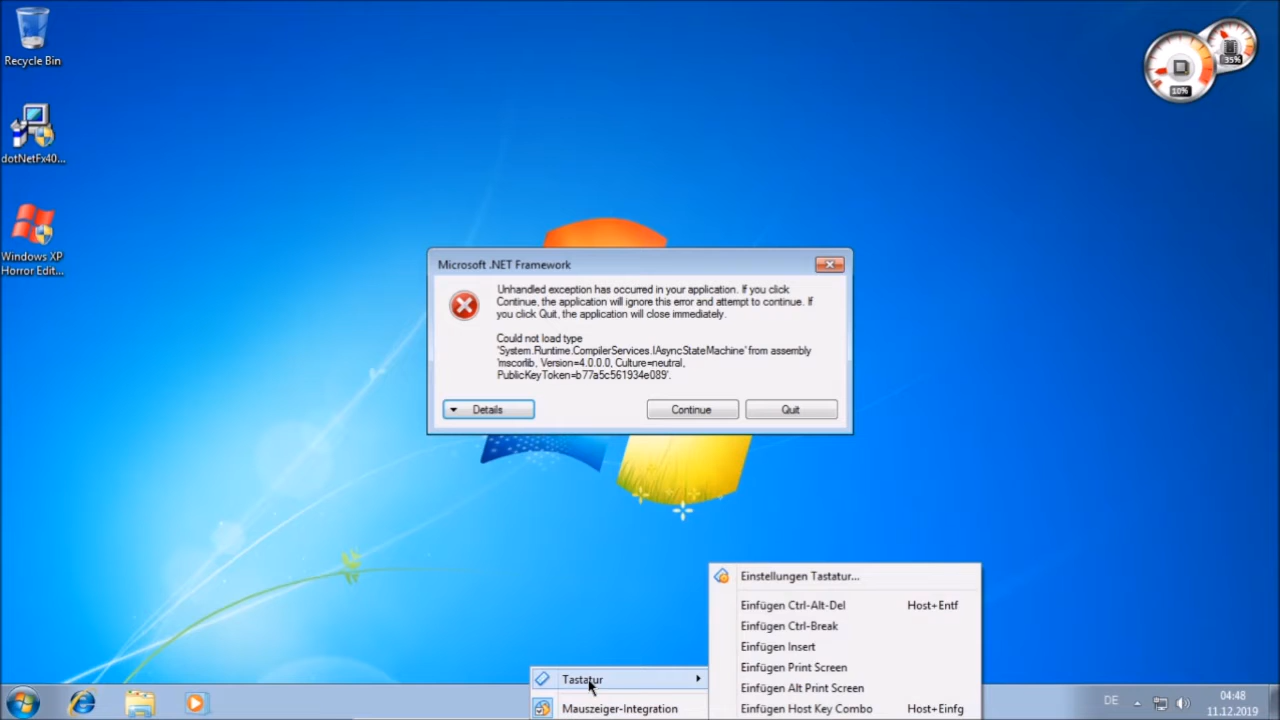 Recycle Bin
dotNetFx40...
Windows XP
Horror Edit...
10%
35%
Microsoft .NET Framework
Unhandled exception has occurred in your application. If you click
Continue, the application will ignore this error and attempt to continue. If
you click Quit, the application will close immediately.
Could not load type
'System.Runtime.CompilerServices.IAsyncStateMachine' from assembly
'mscorlib, Version=4.0.0.0, Culture=neutral,
PublicKeyToken=b77a5c561934e089'.
Details
Continue
Quit
Tastatur
Mauszeiger-Integration
Einstellungen Tastatur...
Einfügen Ctrl-Alt-Del Host+Entf
Einfügen Ctrl-Break
Einfügen Insert
Einfügen Print Screen
Einfügen Alt Print Screen
Einfügen Host Key Combo Host+Einfg
DE
04:48
11.12.2019